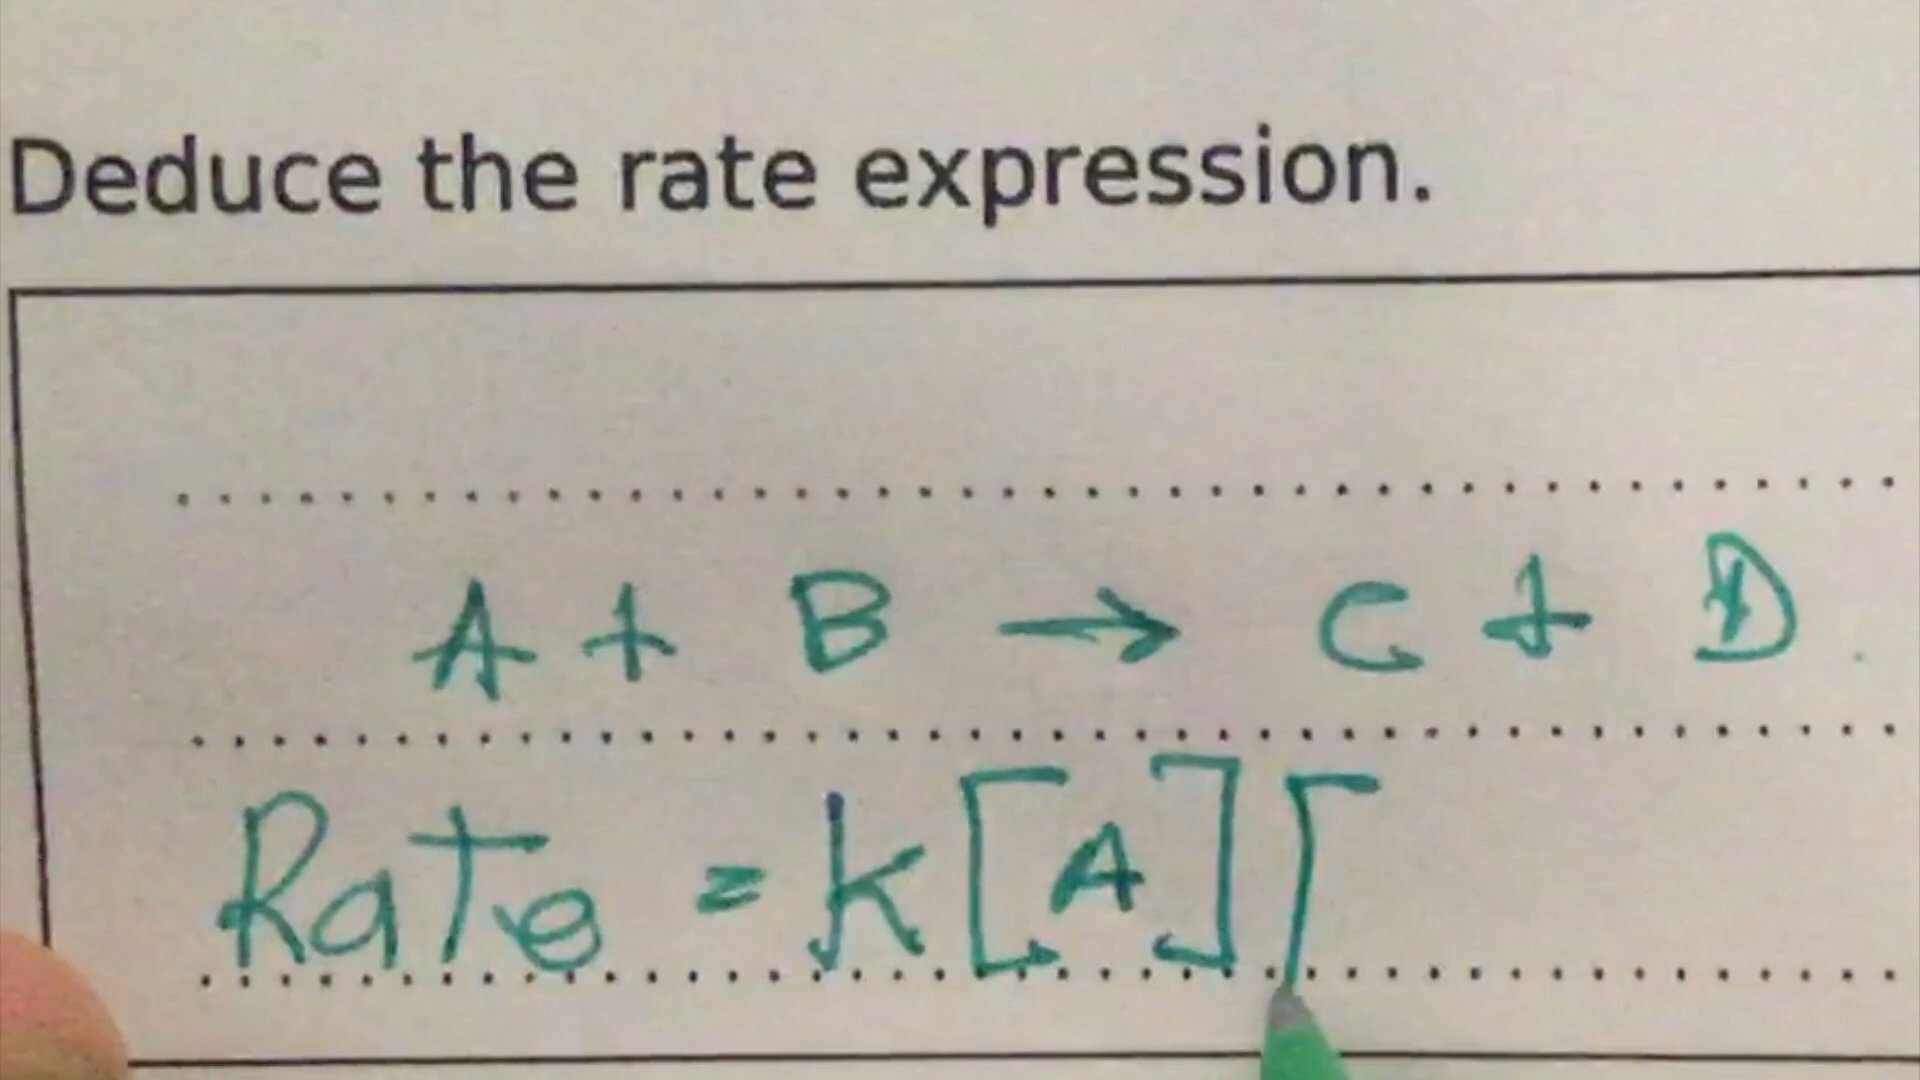 Deduce the rate expression.
A + B → C + D
Rate = k[A][